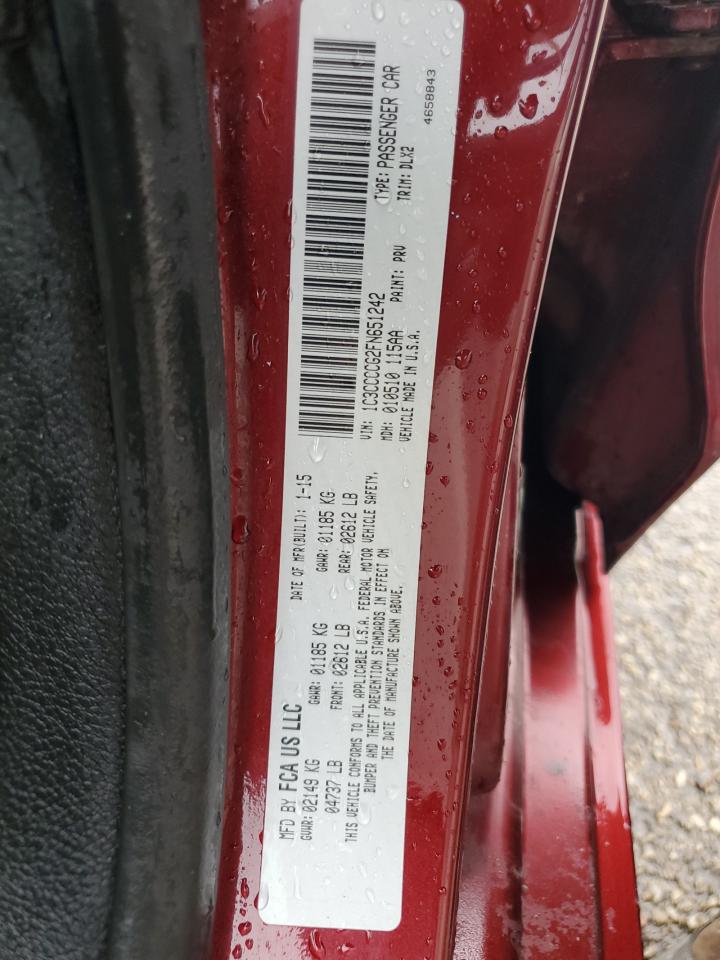 MFD BY FCA US LLC
DATE OF MFR(BUILT): 1-15
GVWR: 02149 KG
04737 LB
GAWR: 01185 KG
FRONT: 02612 LB
GAWR: 01185 KG
REAR: 02612 LB
THIS VEHICLE CONFORMS TO ALL APPLICABLE U.S.A. FEDERAL MOTOR VEHICLE SAFETY,
BUMPER AND THEFT PREVENTION STANDARDS IN EFFECT ON
THE DATE OF MANUFACTURE SHOWN ABOVE.
VIN: 1C3CCCCG2FN651242
TYPE: PASSENGER CAR
MDH: 010510 115AA
PAINT: PRV
TRIM: DLX2
VEHICLE MADE IN U.S.A.
4658843